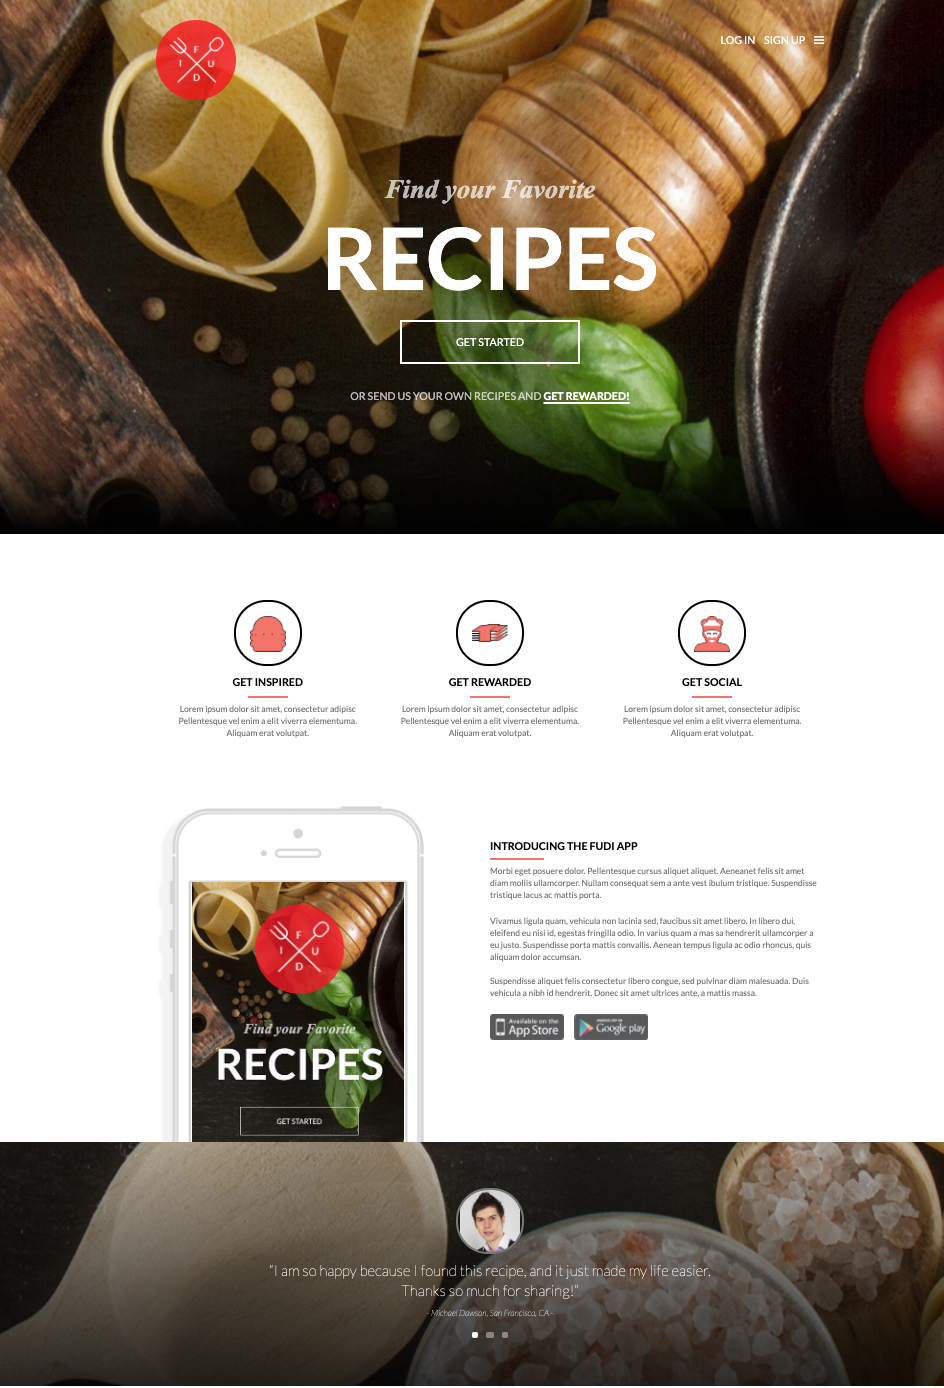 F
I U
D
LOG IN SIGN UP
Find your Favorite
RECIPES
GET STARTED
OR SEND US YOUR OWN RECIPES AND GET REWARDED!
GET INSPIRED
Lorem ipsum dolor sit amet, consectetur adipisc
Pellentesque vel enim a elit viverra elementuma.
Aliquam erat volutpat.
GET REWARDED
Lorem ipsum dolor sit amet, consectetur adipisc
Pellentesque vel enim a elit viverra elementuma.
Aliquam erat volutpat.
GET SOCIAL
Lorem ipsum dolor sit amet, consectetur adipisc
Pellentesque vel enim a elit viverra elementuma.
Aliquam erat volutpat.
F
I U
D
Find your Favorite
RECIPES
GET STARTED
INTRODUCING THE FUDI APP
Morbi eget posuere dolor. Pellentesque cursus aliquet aliquet. Aeneanet felis sit amet
diam mollis ullamcorper. Nullam consequat sem a ante vest ibulum tristique. Suspendisse
tristique lacus ac mattis porta.
Vivamus ligula quam, vehicula non lacinia sed, faucibus sit amet libero. In libero dui,
eleifend eu nisi id, egestas fringilla odio. In varius quam a mas sa hendrerit ullamcorper a
eu justo. Suspendisse porta mattis convallis. Aenean tempus ligula ac odio rhoncus, quis
aliquam dolor accumsan.
Suspendisse aliquet felis consectetur libero congue, sed pulvinar diam malesuada. Duis
vehicula a nibh id hendrerit. Donec sit amet ultrices ante, a mattis massa.
Available on the
App Store
ANDROID APP ON
Google play
“I am so happy because I found this recipe, and it just made my life easier.
Thanks so much for sharing!”
- Michael Dawson, San Francisco, CA -